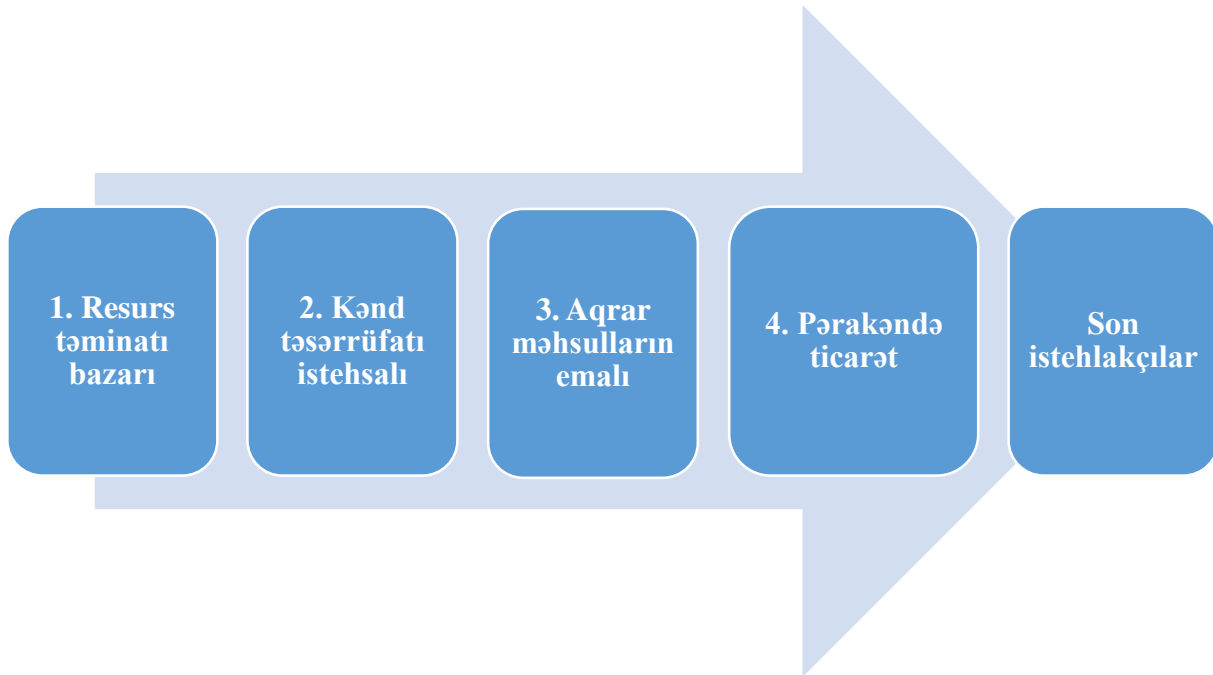 1. Resurs
təminatı
bazarı
2. Kənd
təsərrüfatı
istehsalı
3. Aqrar
məhsulların
emalı
4. Pərakəndə
ticarət
Son
istehlakçılar